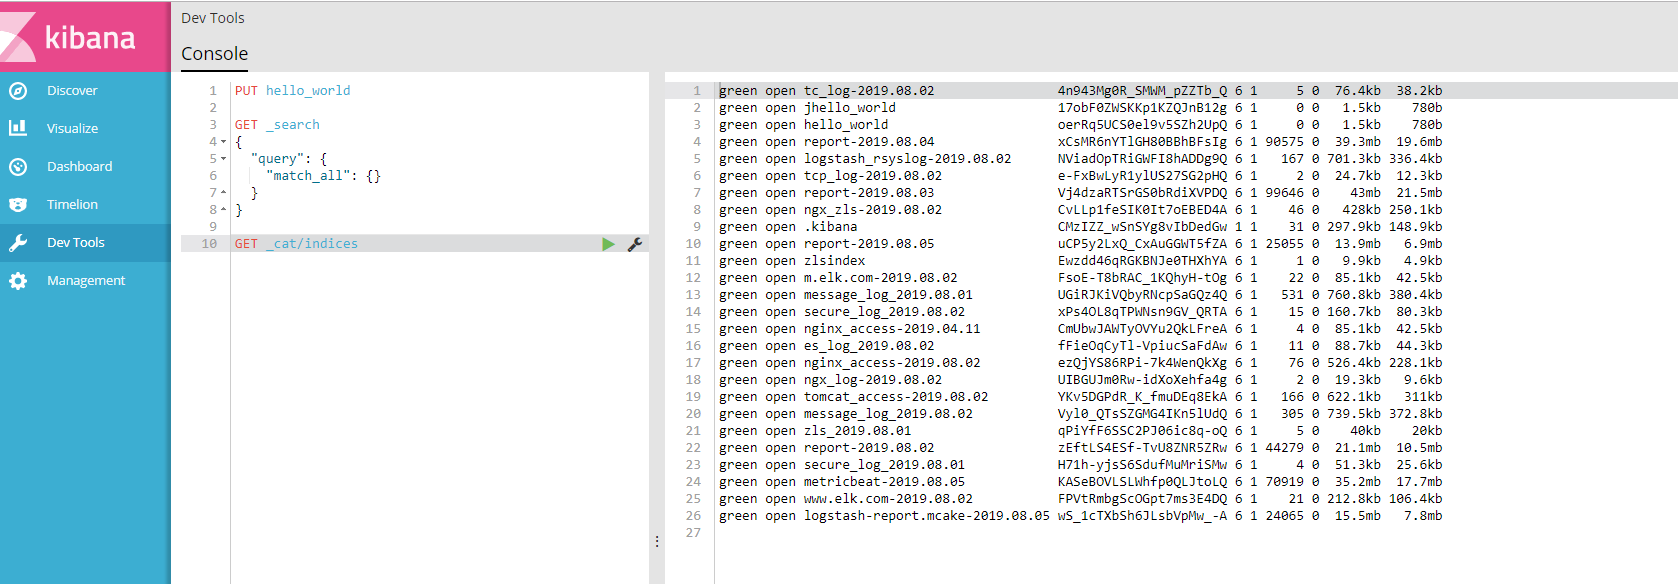 kibana
Discover
Visualize
Dashboard
Timelion
Dev Tools
Management
Dev Tools
Console
1 PUT hello_world
2
3 GET _search
4 {
5 "query": {
6 "match_all": {}
7 }
8 }
9
10 GET _cat/indices
1 green open tc_log-2019.08.02 4n943Mg0R_SMWM_pZZTb_Q 6 1 5 0 76.4kb 38.2kb
2 green open jhello_world 17obF0ZWSKKp1KZQJnB12g 6 1 0 0 1.5kb 780b
3 green open hello_world oerRq5UCS0el9v5SZh2UpQ 6 1 0 0 1.5kb 780b
4 green open report-2019.08.04 xCsMR6nYTlGH80BBhBFsIg 6 1 90575 0 39.3mb 19.6mb
5 green open logstash_rsyslog-2019.08.02 NViadOpTRiGWFI8hADDg9Q 6 1 167 0 701.3kb 336.4kb
6 green open tcp_log-2019.08.02 e-FxBwLyR1ylUS27SG2pHQ 6 1 2 0 24.7kb 12.3kb
7 green open report-2019.08.03 Vj4dzaRTSrGS0bRdiXVPDQ 6 1 99646 0 43mb 21.5mb
8 green open ngx_zls-2019.08.02 CvLLp1feSIK0It7oEBED4A 6 1 46 0 428kb 250.1kb
9 green open .kibana CMzIZZ_wSnSYg8vIbDedGw 1 1 31 0 297.9kb 148.9kb
10 green open report-2019.08.05 uCP5y2LxQ_CxAuGGWT5fZA 6 1 25055 0 13.9mb 6.9mb
11 green open zlsindex Ewzdd46qRGKBNJe0THXhYA 6 1 1 0 9.9kb 4.9kb
12 green open m.elk.com-2019.08.02 FsoE-T8bRAC_1KQhyH-tOg 6 1 22 0 85.1kb 42.5kb
13 green open message_log_2019.08.01 UGiRJKiVQbyRNcpSaGQz4Q 6 1 531 0 760.8kb 380.4kb
14 green open secure_log_2019.08.02 xPs4OL8qTPWNsn9GV_QRTA 6 1 15 0 160.7kb 80.3kb
15 green open nginx_access-2019.04.11 CmUbwJAWTyOVYu2QkLFreA 6 1 4 0 85.1kb 42.5kb
16 green open es_log_2019.08.02 fFieOqCyTl-VpiucSaFdAw 6 1 11 0 88.7kb 44.3kb
17 green open nginx_access-2019.08.02 ezQjYS86RPi-7k4WenQkXg 6 1 76 0 526.4kb 228.1kb
18 green open ngx_log-2019.08.02 UIBGUJm0Rw-idXoXehfa4g 6 1 2 0 19.3kb 9.6kb
19 green open tomcat_access-2019.08.02 YKv5DGPdR_K_fmuDEq8EkA 6 1 166 0 622.1kb 311kb
20 green open message_log_2019.08.02 Vyl0_QTsSZGMG4IKn5lUdQ 6 1 305 0 739.5kb 372.8kb
21 green open zls_2019.08.01 qPiYfF6SSC2PJ06ic8q-oQ 6 1 5 0 40kb 20kb
22 green open report-2019.08.02 zEftLS4ESf-TvU8ZNR5ZRw 6 1 44279 0 21.1mb 10.5mb
23 green open secure_log_2019.08.01 H71h-yjsS6SdufMuMriSMw 6 1 4 0 51.3kb 25.6kb
24 green open metricbeat-2019.08.05 KASeBOVLSLWhfp0QLJtoLQ 6 1 70919 0 35.2mb 17.7mb
25 green open www.elk.com-2019.08.02 FPVtRmbgScOGpt7ms3E4DQ 6 1 21 0 212.8kb 106.4kb
26 green open logstash-report.mcake-2019.08.05 wS_1cTXbSh6JLsbVpMw_-A 6 1 24065 0 15.5mb 7.8mb
27